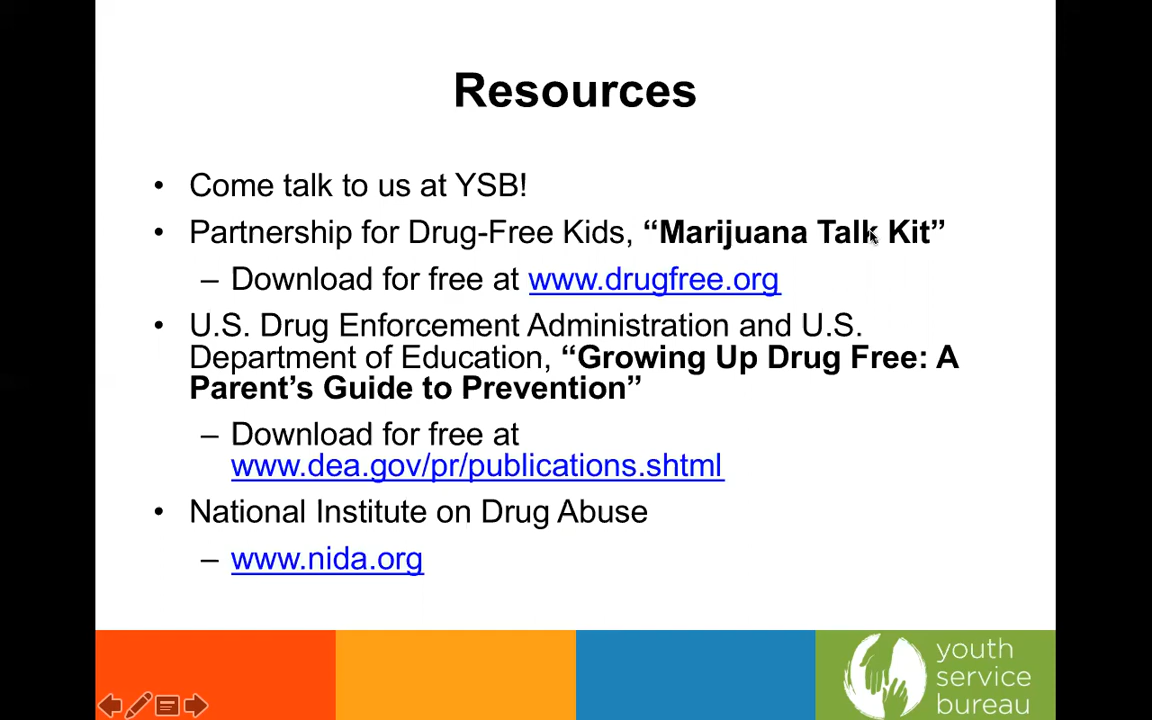 Resources
• Come talk to us at YSB!
• Partnership for Drug-Free Kids, “Marijuana Talk Kit”
– Download for free at www.drugfree.org
• U.S. Drug Enforcement Administration and U.S.
Department of Education, “Growing Up Drug Free: A
Parent’s Guide to Prevention”
– Download for free at
www.dea.gov/pr/publications.shtml
• National Institute on Drug Abuse
– www.nida.org
youth
service
bureau